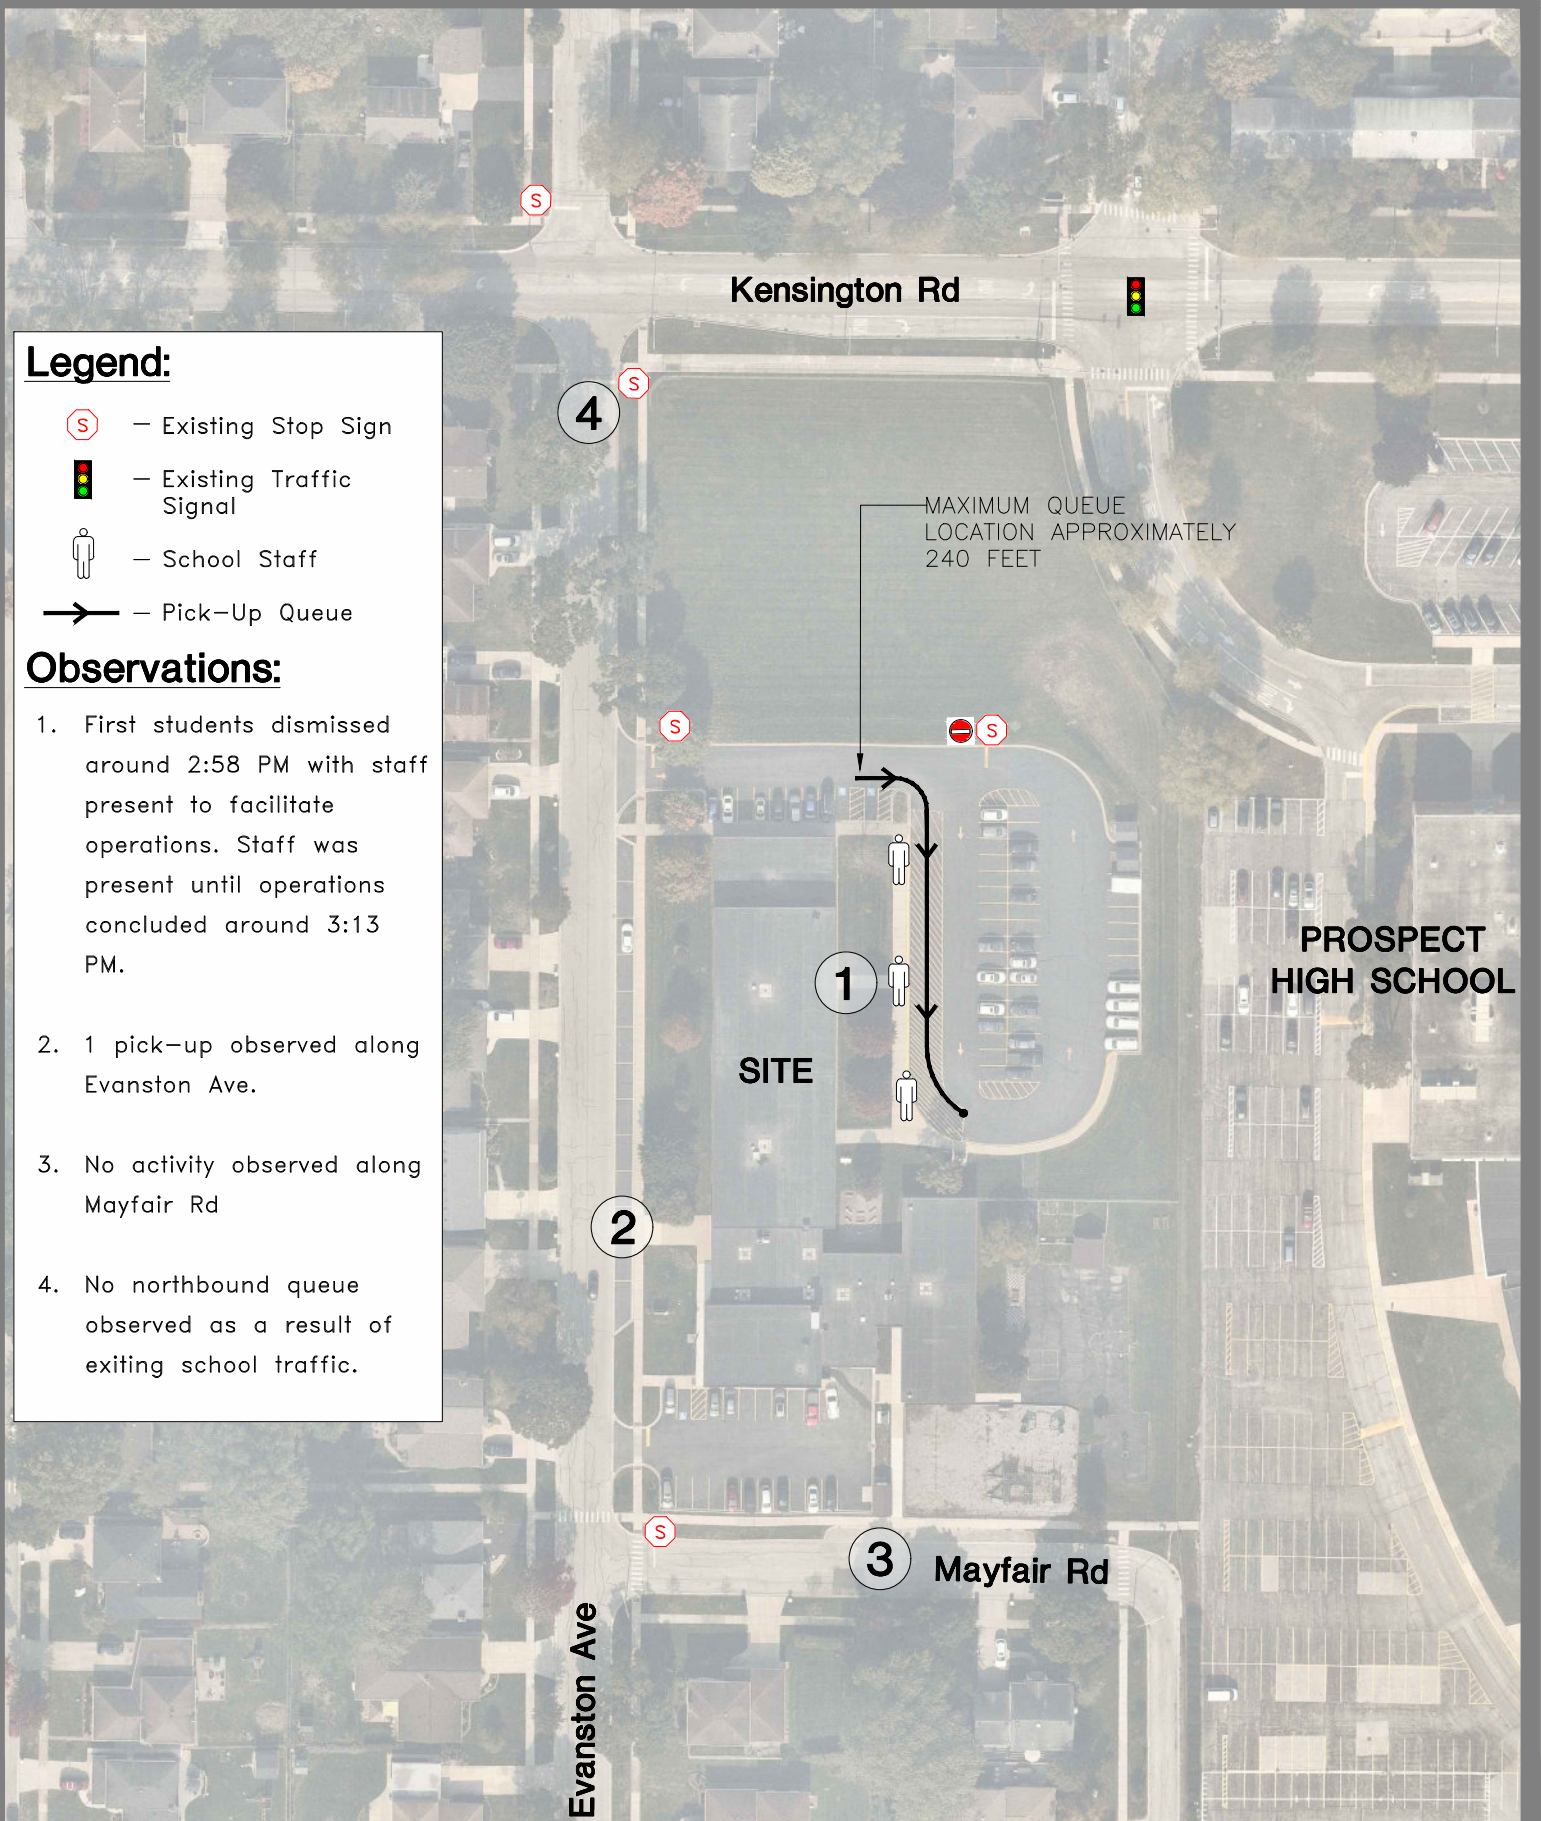 Kensington Rd
Legend:
S — Existing Stop Sign
— Existing Traffic
Signal
— School Staff
— Pick-Up Queue
Observations:
1. First students dismissed
around 2:58 PM with staff
present to facilitate
operations. Staff was
present until operations
concluded around 3:13
PM.
2. 1 pick-up observed along
Evanston Ave.
3. No activity observed along
Mayfair Rd
4. No northbound queue
observed as a result of
exiting school traffic.
S
S
4
MAXIMUM QUEUE
LOCATION APPROXIMATELY
240 FEET
S
S
PROSPECT
HIGH SCHOOL
1
SITE
2
S
3
Mayfair Rd
Evanston Ave